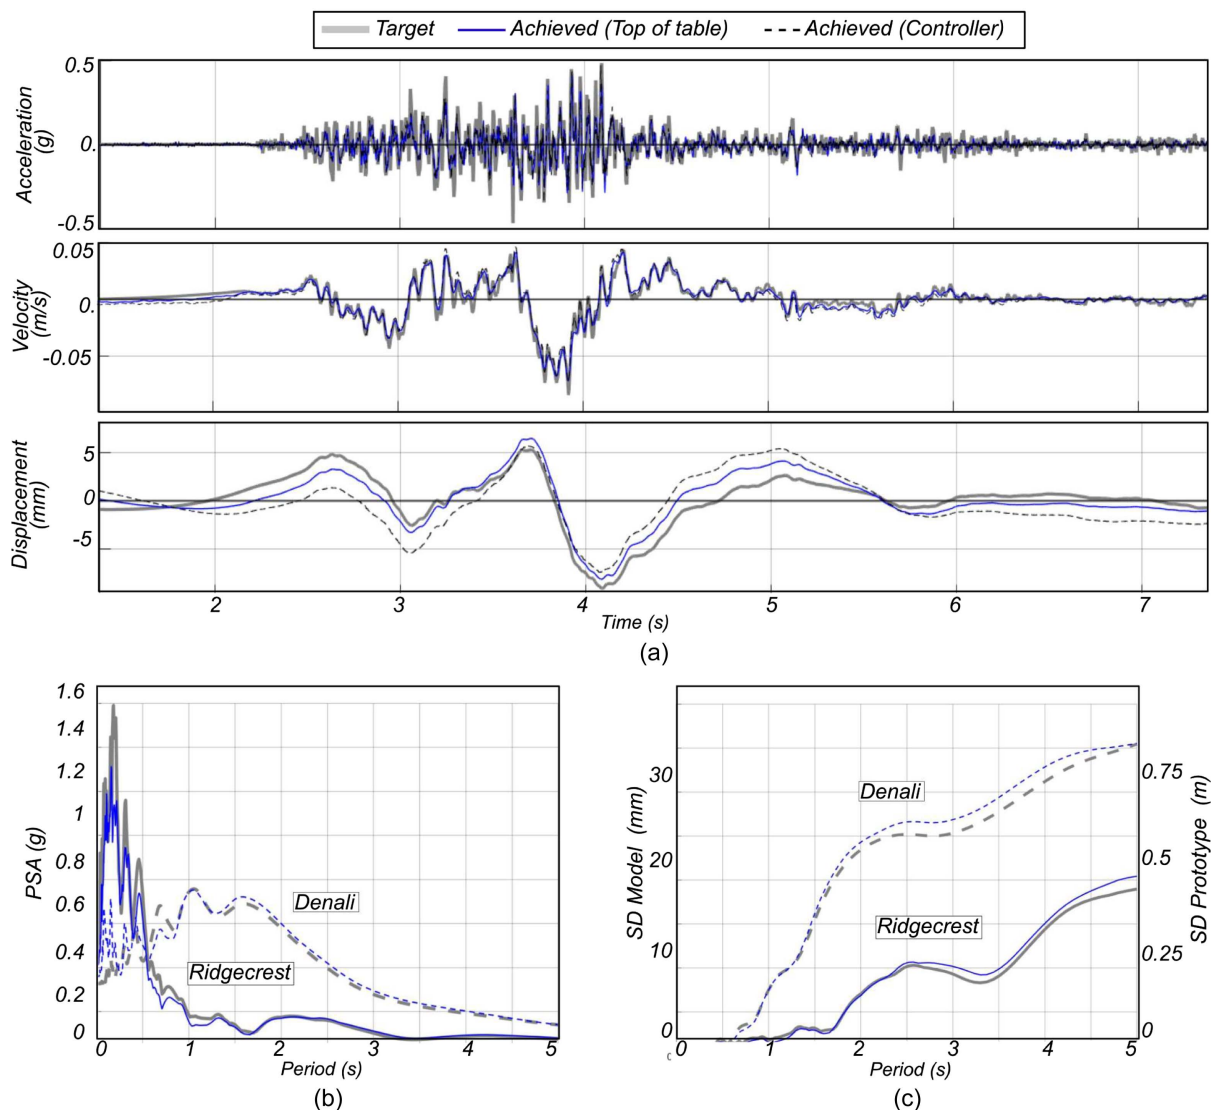 Target Achieved (Top of table) Achieved (Controller)
Acceleration
(g)
0.5
0.
-0.5
Velocity
(m/s)
0.05
0.
-0.05
Displacement
(mm)
5
0
-5
2 3 4 5 6 7
Time (s)
(a)
PSA (g)
1.6
1.4
1.2
1
0.8
0.6
0.4
0.2
0
Denali
Ridgecrest
0 1 2 3 4 5
Period (s)
(b)
SD Model (mm)
30
20
10
0
Denali
Ridgecrest
SD Prototype (m)
0.75
0.5
0.25
0
0 1 2 3 4 5
Period (s)
(c)